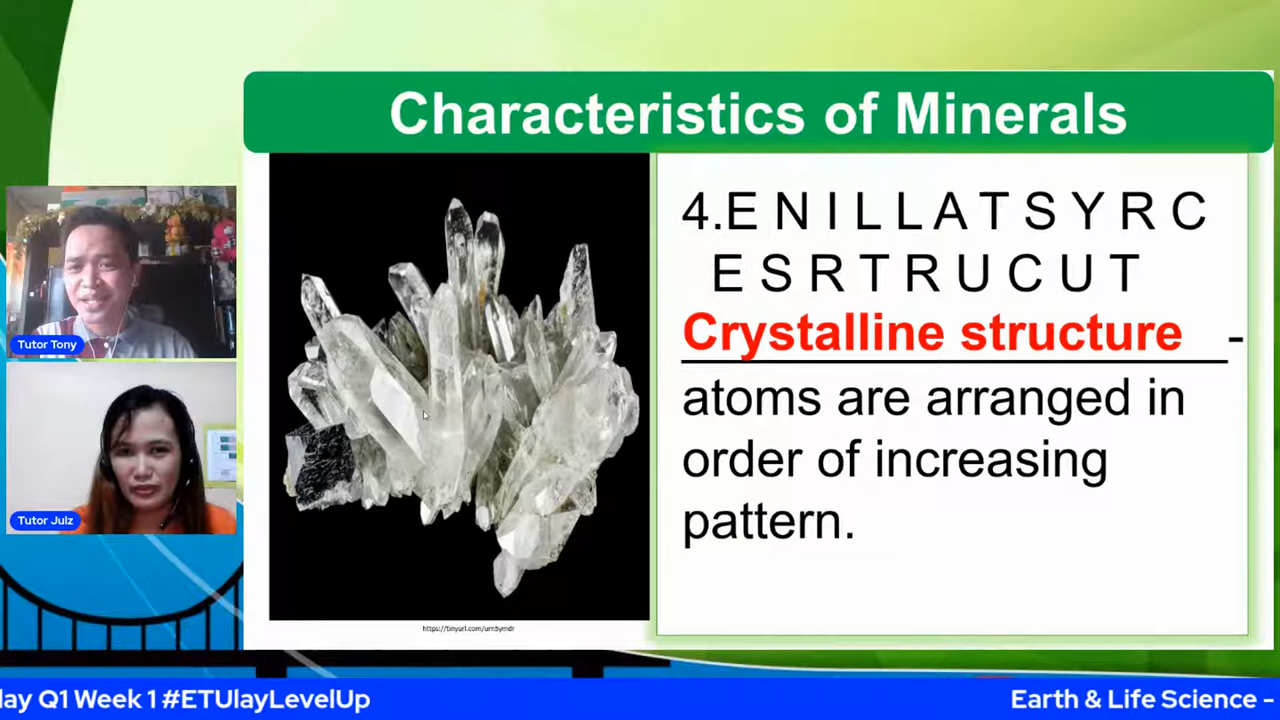 Characteristics of Minerals
4.E N I L L A T S Y R C
E S R T R U C U T
Crystalline structure -
atoms are arranged in
order of increasing
pattern.
Tutor Tony
Tutor Julz
https://tinyurl.com/urn5ymdr
lay Q1 Week 1 #ETUlayLevelUp
Earth & Life Science -